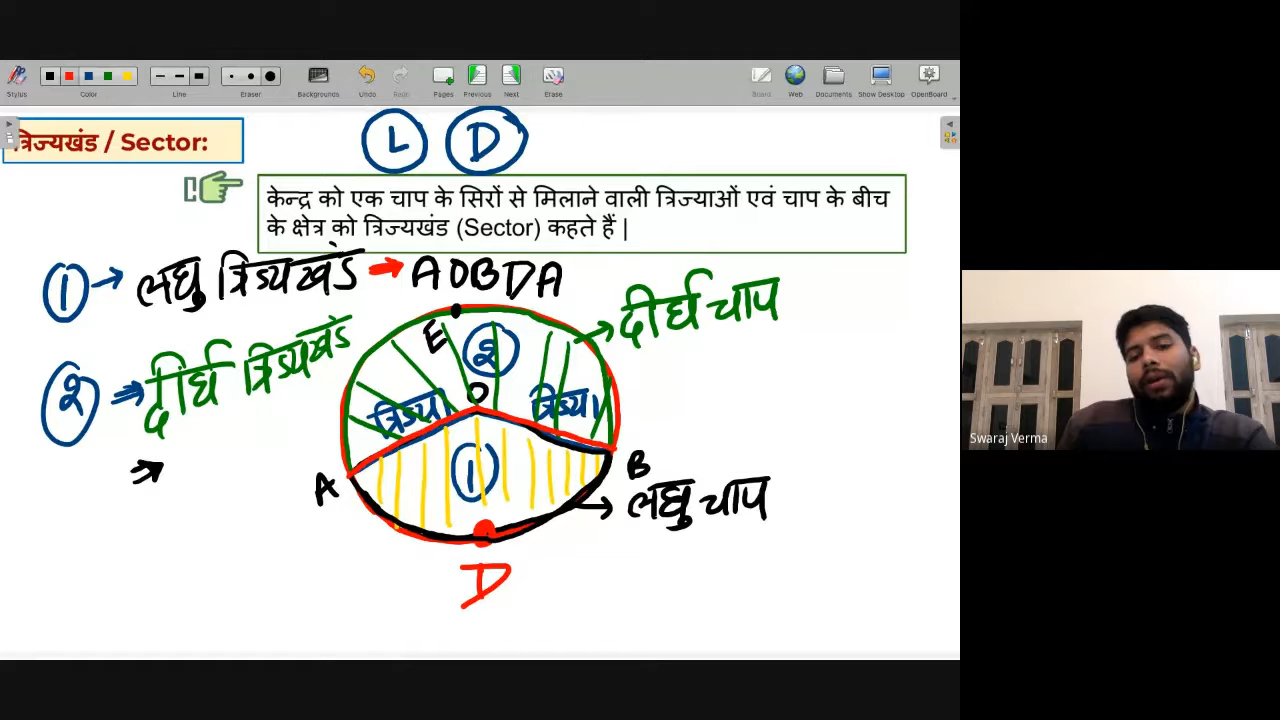 Stylus
Color
Line
Eraser
Backgrounds
Undo
Redo
Pages
Previous
Next
Erase
Board
Web
Documents
Show Desktop
OpenBoard
त्रिज्यखंड / Sector:
L D
केन्द्र को एक चाप के सिरों से मिलाने वाली त्रिज्याओं एवं चाप के बीच
के क्षेत्र को त्रिज्यखंड (Sector) कहते हैं |
① → लघु त्रिज्यखंड → AOBDA
② ⇒ दीर्घ त्रिज्यखंड
⇒
→ दीर्घ चाप
E
②
O
त्रिज्या
त्रिज्या
①
A
B
→ लघु चाप
D
Swaraj Verma